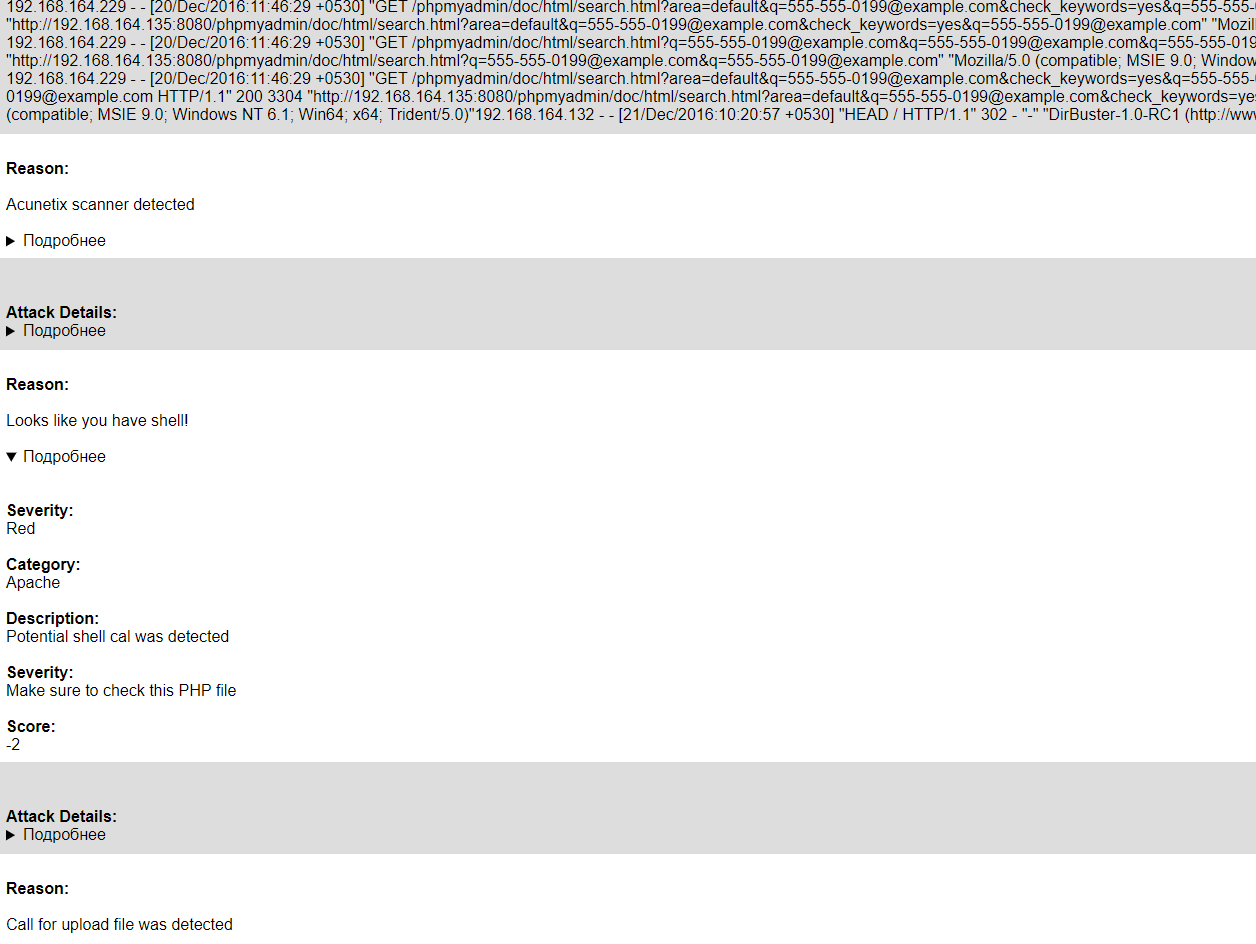 192.168.164.229 - - [20/Dec/2016:11:46:29 +0530] "GET /phpmyadmin/doc/html/search.html?area=default&q=555-555-0199@example.com&check_keywords=yes&q=555-555-
"http://192.168.164.135:8080/phpmyadmin/doc/html/search.html?area=default&q=555-555-0199@example.com&check_keywords=yes&q=555-555-0199@example.com" "Mozil
192.168.164.229 - - [20/Dec/2016:11:46:29 +0530] "GET /phpmyadmin/doc/html/search.html?q=555-555-0199@example.com&q=555-555-0199@example.com&q=555-555-019
"http://192.168.164.135:8080/phpmyadmin/doc/html/search.html?q=555-555-0199@example.com&q=555-555-0199@example.com" "Mozilla/5.0 (compatible; MSIE 9.0; Window
192.168.164.229 - - [20/Dec/2016:11:46:29 +0530] "GET /phpmyadmin/doc/html/search.html?area=default&q=555-555-0199@example.com&check_keywords=yes&q=555-555-
0199@example.com HTTP/1.1" 200 3304 "http://192.168.164.135:8080/phpmyadmin/doc/html/search.html?area=default&q=555-555-0199@example.com&check_keywords=yes
(compatible; MSIE 9.0; Windows NT 6.1; Win64; x64; Trident/5.0)"192.168.164.132 - - [21/Dec/2016:10:20:57 +0530] "HEAD / HTTP/1.1" 302 - "-" "DirBuster-1.0-RC1 (http://www
Reason:
Acunetix scanner detected
Подробнее
Attack Details:
Подробнее
Reason:
Looks like you have shell!
Подробнее
Severity:
Red
Category:
Apache
Description:
Potential shell cal was detected
Severity:
Make sure to check this PHP file
Score:
-2
Attack Details:
Подробнее
Reason:
Call for upload file was detected